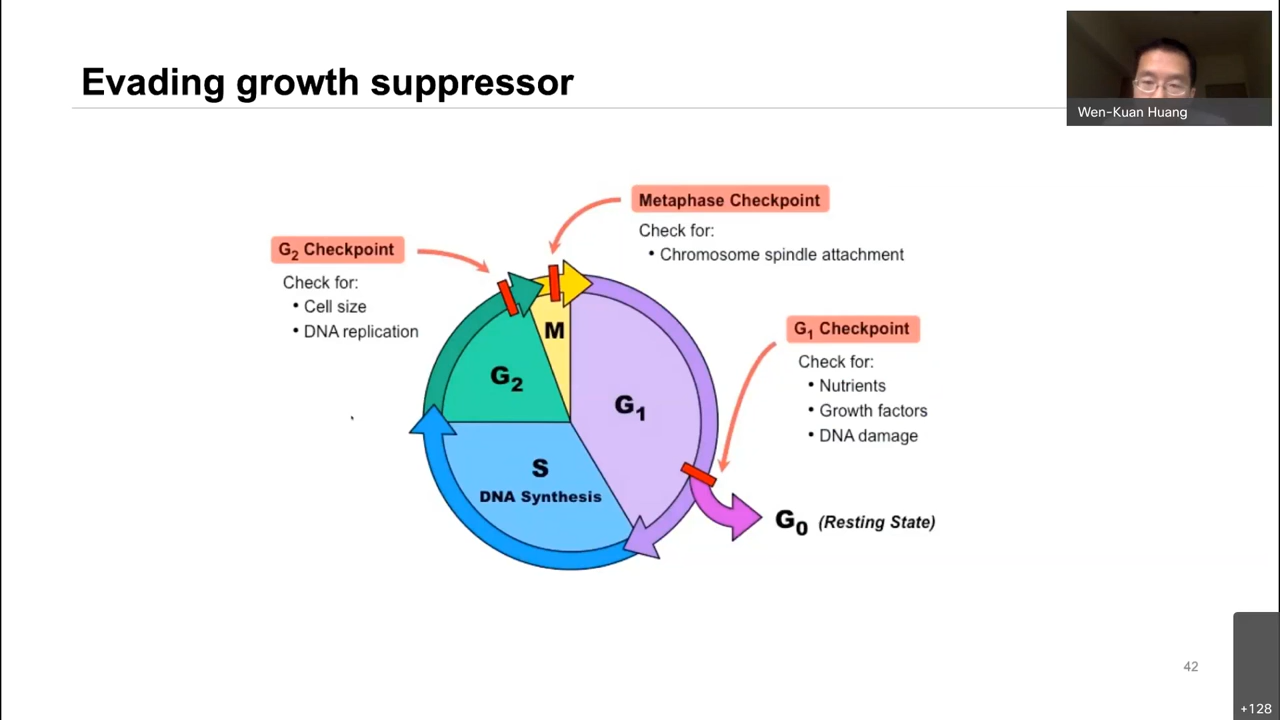 Evading growth suppressor
Wen-Kuan Huang
Metaphase Checkpoint
Check for:
• Chromosome spindle attachment
G₂ Checkpoint
Check for:
• Cell size
• DNA replication
G₁ Checkpoint
Check for:
• Nutrients
• Growth factors
• DNA damage
M
G₂
G₁
S
DNA Synthesis
G₀ (Resting State)
42
+128